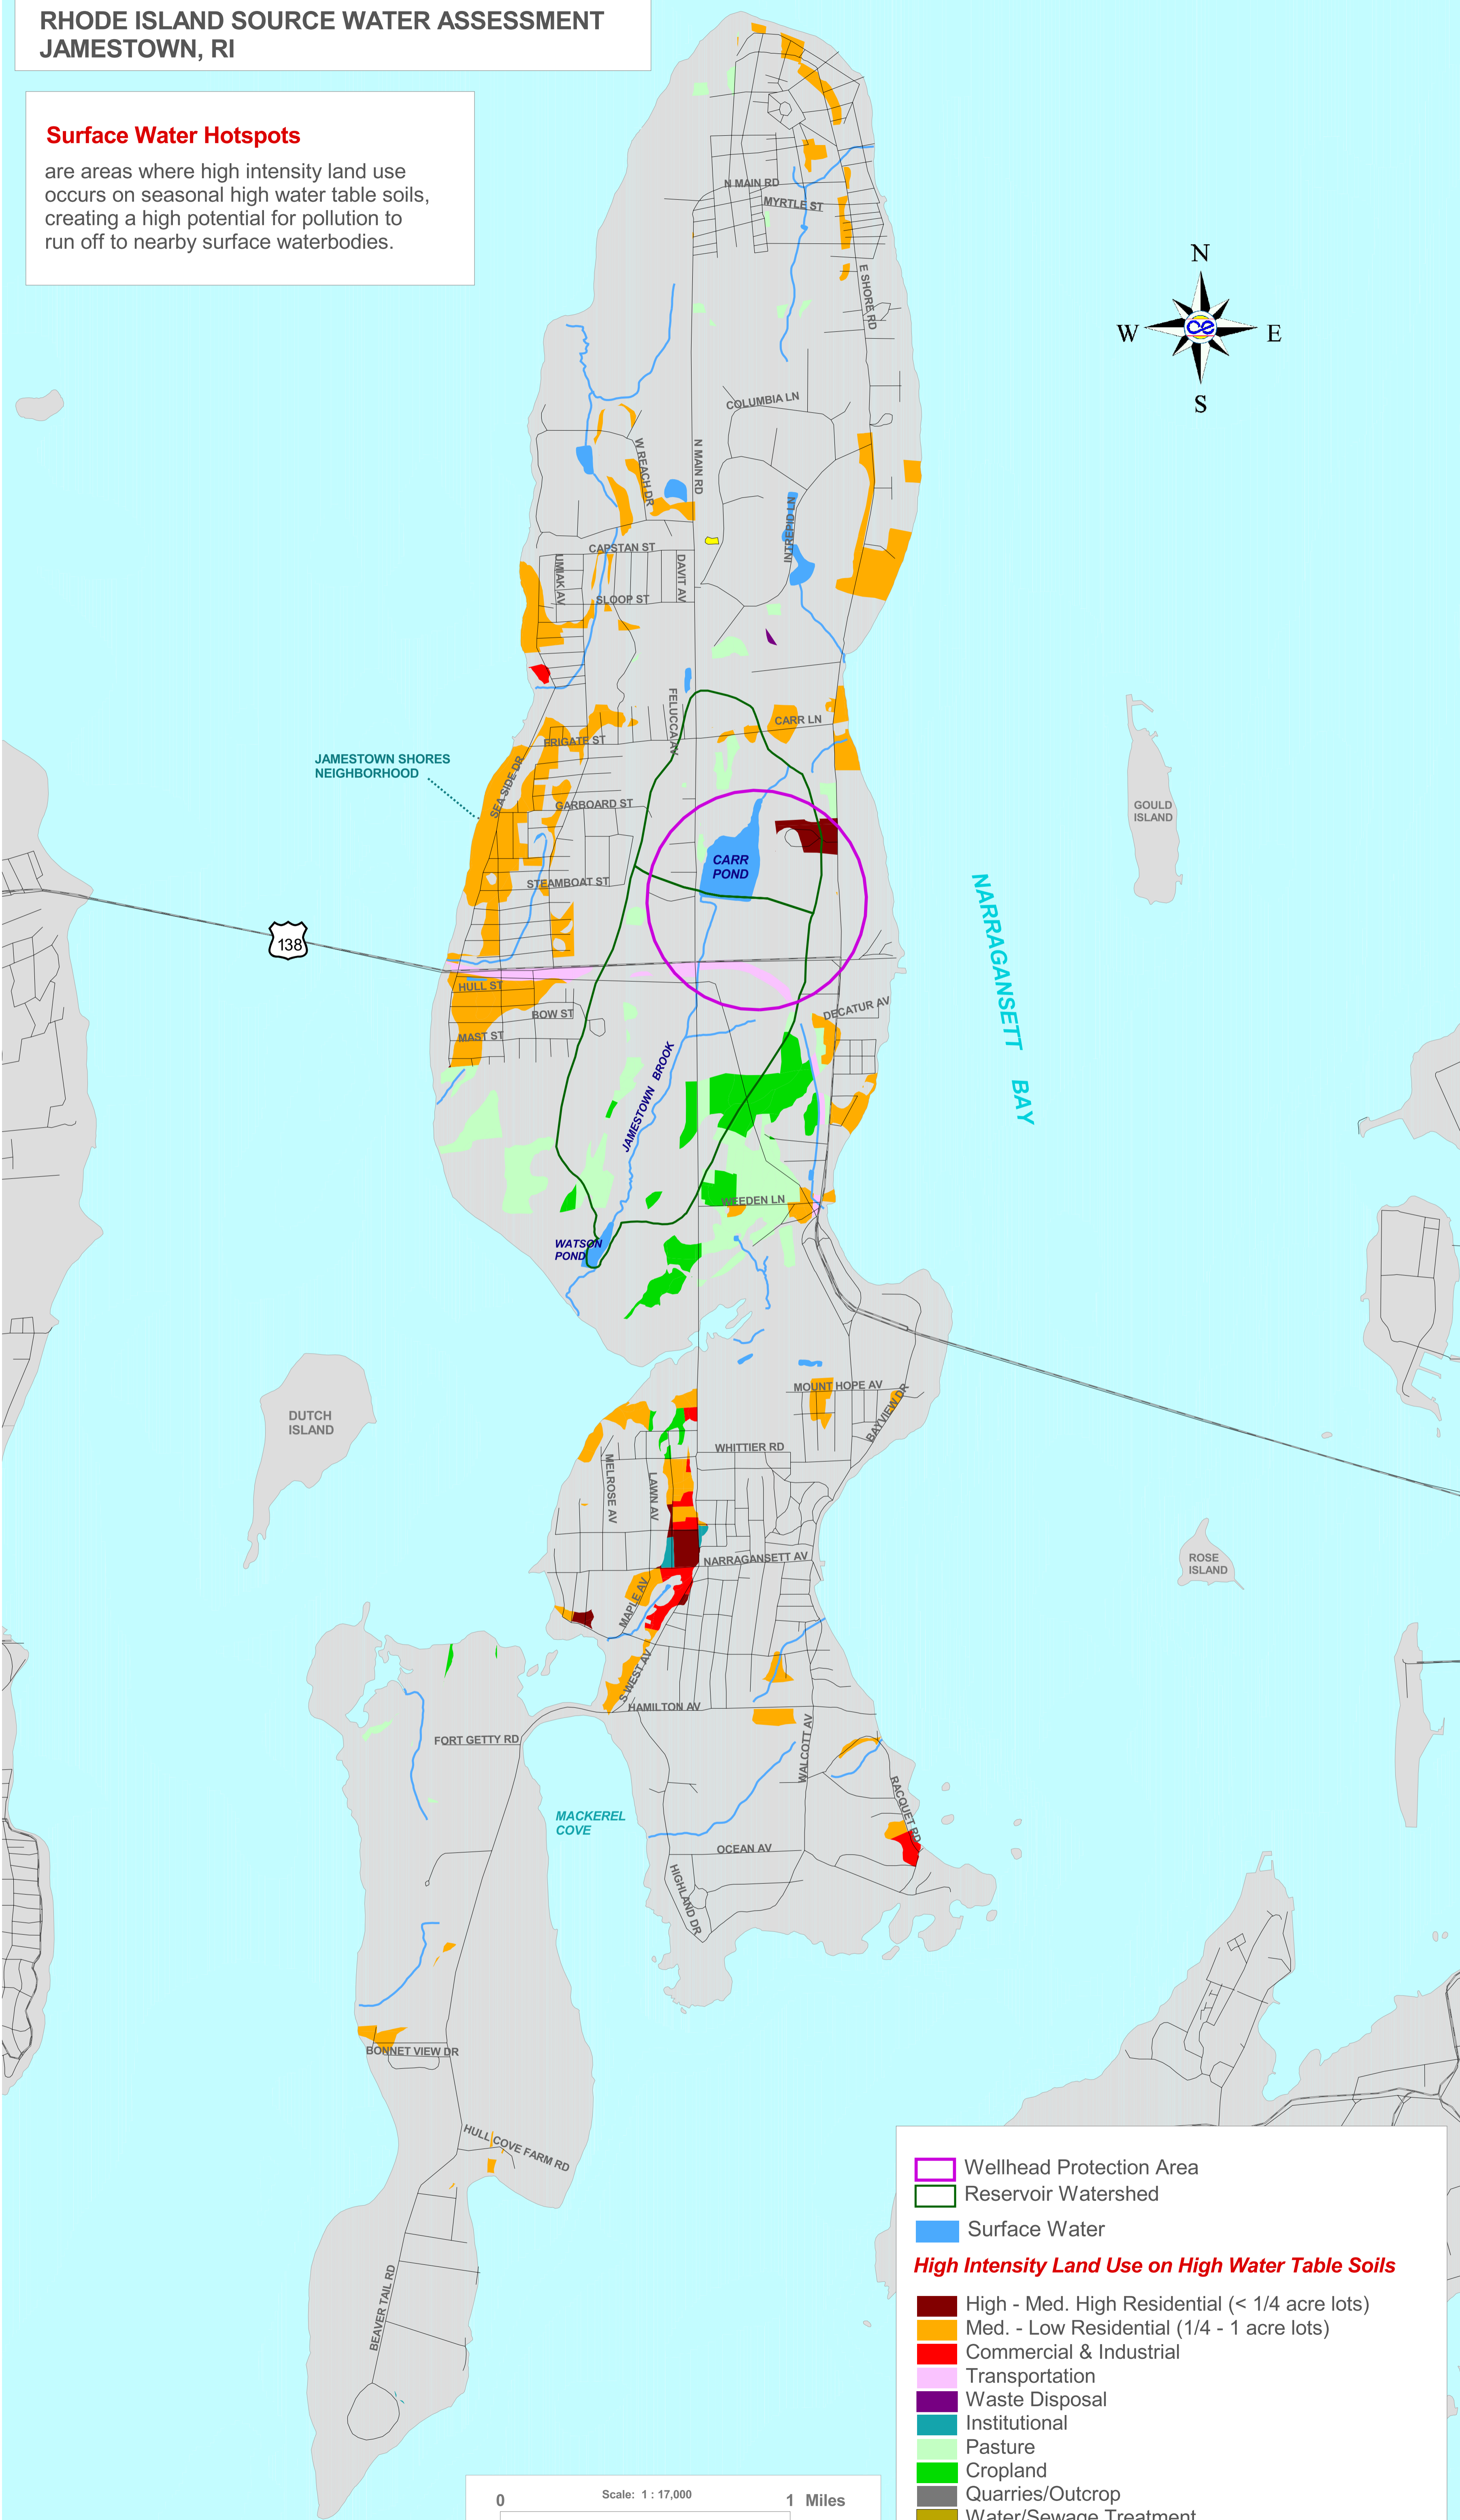 RHODE ISLAND SOURCE WATER ASSESSMENT
JAMESTOWN, RI
Surface Water Hotspots
are areas where high intensity land use
occurs on seasonal high water table soils,
creating a high potential for pollution to
run off to nearby surface waterbodies.
N MAIN RD
MYRTLE ST
E SHORE RD
N
W
E
S
COLUMBIA LN
W REACH DR
N MAIN RD
INTREPID LN
CAPSTAN ST
UMIAK AV
DAVIT AV
SLOOP ST
FELUCCA AV
CARR LN
FRIGATE ST
JAMESTOWN SHORES
NEIGHBORHOOD
SEA SIDE DR
GARBOARD ST
GOULD
ISLAND
CARR
POND
STEAMBOAT ST
138
NARRAGANSETT BAY
HULL ST
BOW ST
DECATUR AV
MAST ST
JAMESTOWN BROOK
WEEDEN LN
WATSON
POND
MOUNT HOPE AV
BAYVIEW DR
DUTCH
ISLAND
WHITTIER RD
MELROSE AV
LAWN AV
NARRAGANSETT AV
ROSE
ISLAND
MAPLE AV
S WEST AV
HAMILTON AV
FORT GETTY RD
WALCOTT AV
RACQUET RD
MACKEREL
COVE
OCEAN AV
HIGHLAND DR
BONNET VIEW DR
HULL COVE FARM RD
BEAVER TAIL RD
Wellhead Protection Area
Reservoir Watershed
Surface Water
High Intensity Land Use on High Water Table Soils
High - Med. High Residential (< 1/4 acre lots)
Med. - Low Residential (1/4 - 1 acre lots)
Commercial & Industrial
Transportation
Waste Disposal
Institutional
Pasture
Cropland
Quarries/Outcrop
Water/Sewage Treatment
0
Scale: 1 : 17,000
1 Miles